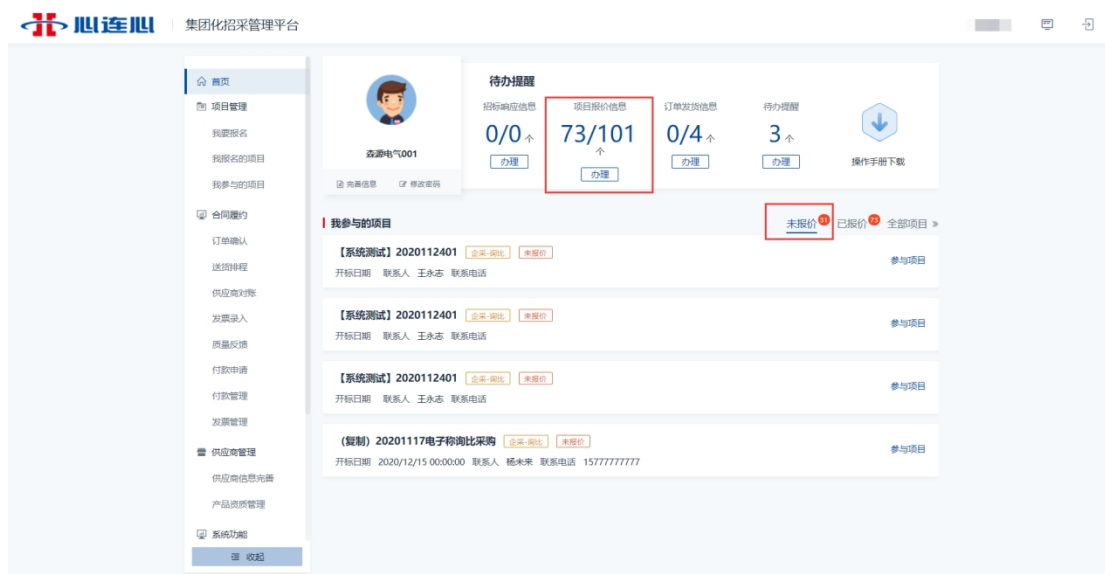 心连心 集团化招采管理平台
首页
项目管理
我要报名
我报名的项目
我参与的项目
合同履约
订单确认
送货排程
供应商对账
发票录入
质量反馈
付款申请
付款管理
发票管理
供应商管理
供应商信息完善
产品资质管理
系统功能
收起
森源电气001
完善信息 修改密码
待办提醒
招标响应信息 项目报价信息 订单发货信息 待办提醒
0/0 个 73/101 个 0/4 个 3 个
办理 办理 办理 办理
操作手册下载
我参与的项目 未报价 31 已报价 73 全部项目 »
【系统测试】2020112401 企采-询比 未报价
开标日期 联系人 王永志 联系电话
参与项目
【系统测试】2020112401 企采-询比 未报价
开标日期 联系人 王永志 联系电话
参与项目
【系统测试】2020112401 企采-询比 未报价
开标日期 联系人 王永志 联系电话
参与项目
（复制）20201117电子称询比采购 企采-询比 未报价
开标日期 2020/12/15 00:00:00 联系人 杨未来 联系电话 15777777777
参与项目